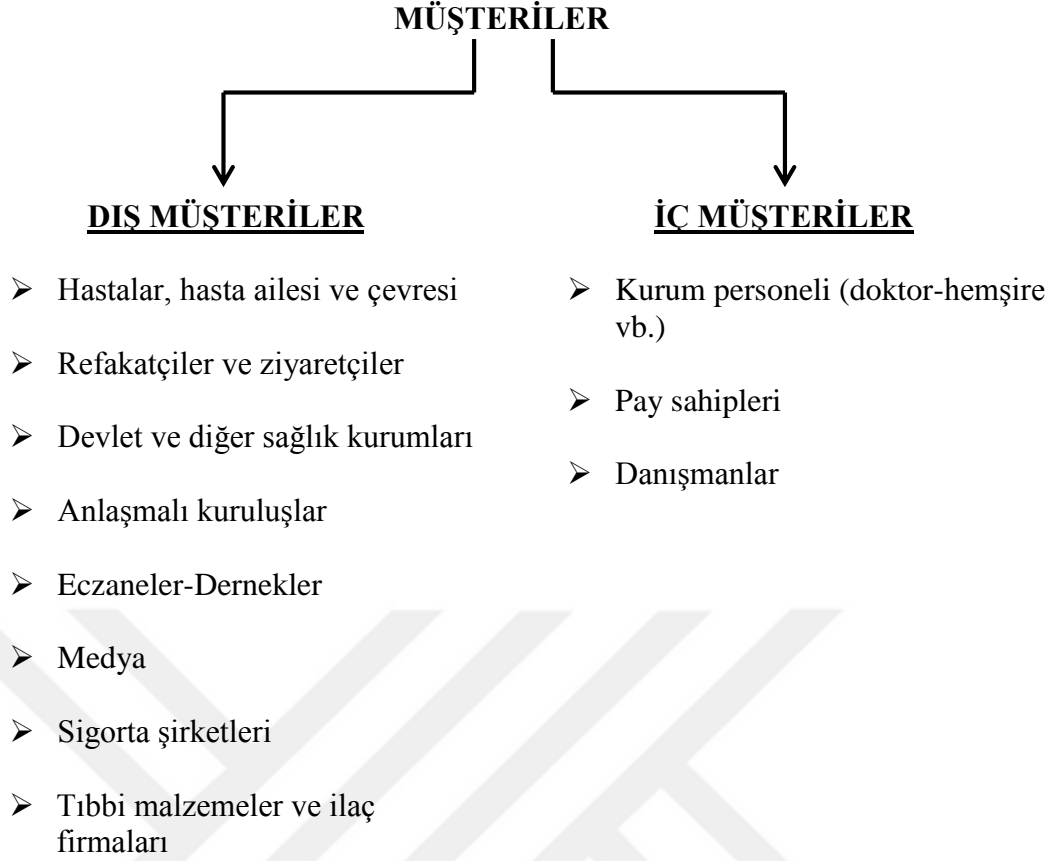 MÜŞTERİLER
DIŞ MÜŞTERİLER
➢ Hastalar, hasta ailesi ve çevresi
➢ Refakatçiler ve ziyaretçiler
➢ Devlet ve diğer sağlık kurumları
➢ Anlaşmalı kuruluşlar
➢ Eczaneler-Dernekler
➢ Medya
➢ Sigorta şirketleri
➢ Tıbbi malzemeler ve ilaç
firmaları
İÇ MÜŞTERİLER
➢ Kurum personeli (doktor-hemşire
vb.)
➢ Pay sahipleri
➢ Danışmanlar